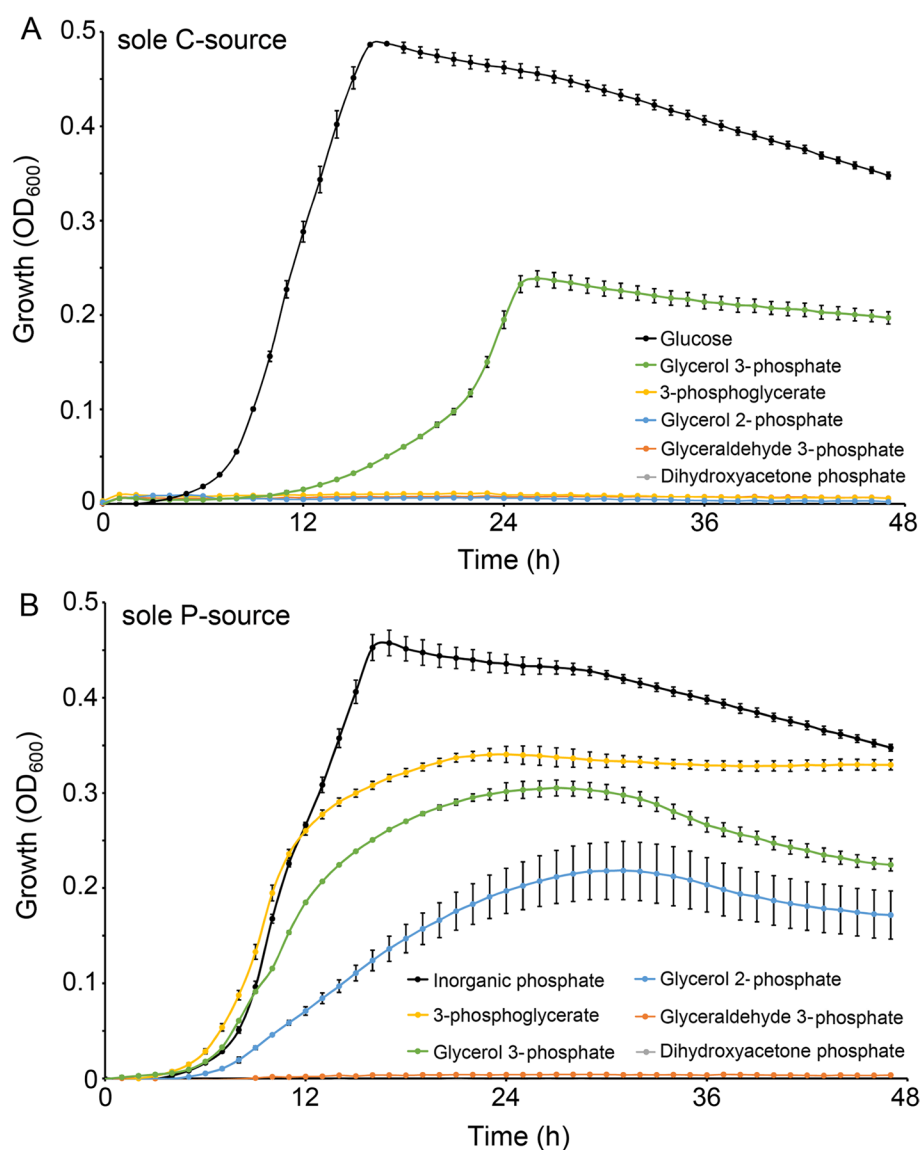 A
sole C-source
0.5
0.4
0.3
0.2
0.1
0
Growth (OD600)
Glucose
Glycerol 3-phosphate
3-phosphoglycerate
Glycerol 2-phosphate
Glyceraldehyde 3-phosphate
Dihydroxyacetone phosphate
0 12 24 36 48
Time (h)
B
sole P-source
0.5
0.4
0.3
0.2
0.1
0
Growth (OD600)
Inorganic phosphate
3-phosphoglycerate
Glycerol 3-phosphate
Glycerol 2-phosphate
Glyceraldehyde 3-phosphate
Dihydroxyacetone phosphate
0 12 24 36 48
Time (h)